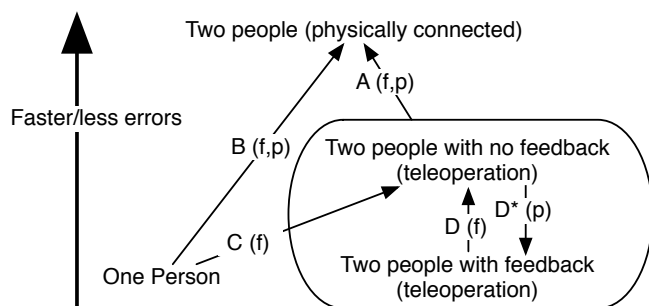 Two people (physically connected)
A (f,p)
Faster/less errors
B (f,p)
Two people with no feedback
(teleoperation)
D* (p)
D (f)
C (f)
One Person
Two people with feedback
(teleoperation)